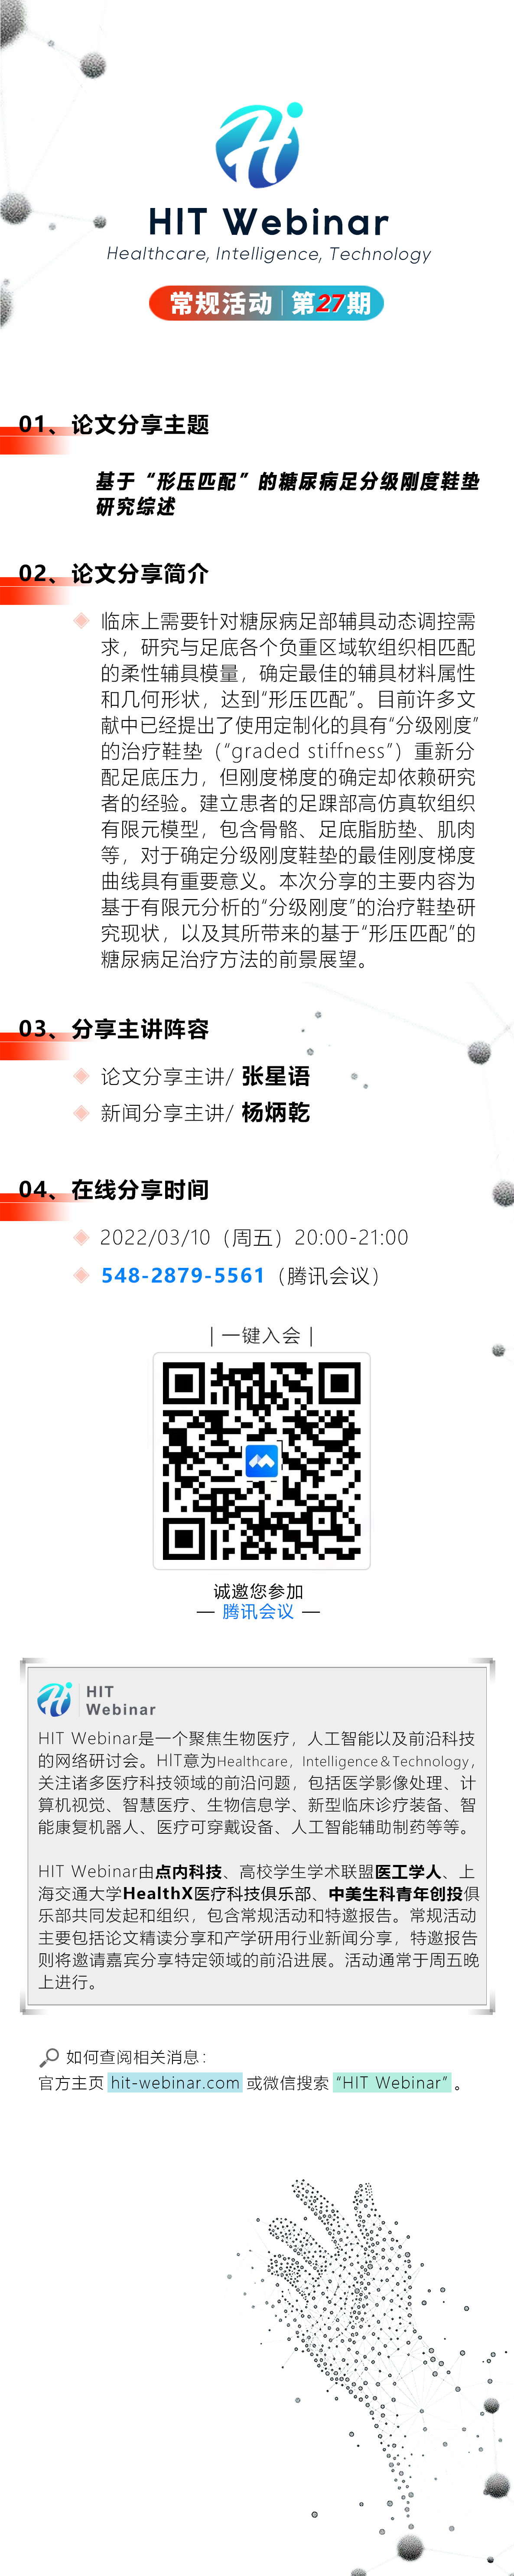 HIT Webinar
Healthcare, Intelligence, Technology
常规活动 | 第27期
01、论文分享主题
基于“形压匹配”的糖尿病足分级刚度鞋垫
研究综述
02、论文分享简介
临床上需要针对糖尿病足部辅具动态调控需
求，研究与足底各个负重区域软组织相匹配
的柔性辅具模量，确定最佳的辅具材料属性
和几何形状，达到“形压匹配”。目前许多文
献中已经提出了使用定制化的具有“分级刚度”
的治疗鞋垫（“graded stiffness”）重新分
配足底压力，但刚度梯度的确定却依赖研究
者的经验。建立患者的足踝部高仿真软组织
有限元模型，包含骨骼、足底脂肪垫、肌肉
等，对于确定分级刚度鞋垫的最佳刚度梯度
曲线具有重要意义。本次分享的主要内容为
基于有限元分析的“分级刚度”的治疗鞋垫研
究现状，以及其所带来的基于“形压匹配”的
糖尿病足治疗方法的前景展望。
03、分享主讲阵容
论文分享主讲/ 张星语
新闻分享主讲/ 杨炳乾
04、在线分享时间
2022/03/10（周五）20:00-21:00
548-2879-5561（腾讯会议）
| 一键入会 |
诚邀您参加
— 腾讯会议 —
HIT
Webinar
HIT Webinar是一个聚焦生物医疗，人工智能以及前沿科技
的网络研讨会。HIT意为Healthcare，Intelligence＆Technology，
关注诸多医疗科技领域的前沿问题，包括医学影像处理、计
算机视觉、智慧医疗、生物信息学、新型临床诊疗装备、智
能康复机器人、医疗可穿戴设备、人工智能辅助制药等等。
HIT Webinar由点内科技、高校学生学术联盟医工学人、上
海交通大学HealthX医疗科技俱乐部、中美生科青年创投俱
乐部共同发起和组织，包含常规活动和特邀报告。常规活动
主要包括论文精读分享和产学研用行业新闻分享，特邀报告
则将邀请嘉宾分享特定领域的前沿进展。活动通常于周五晚
上进行。
如何查阅相关消息：
官方主页 hit-webinar.com 或微信搜索 “HIT Webinar” 。